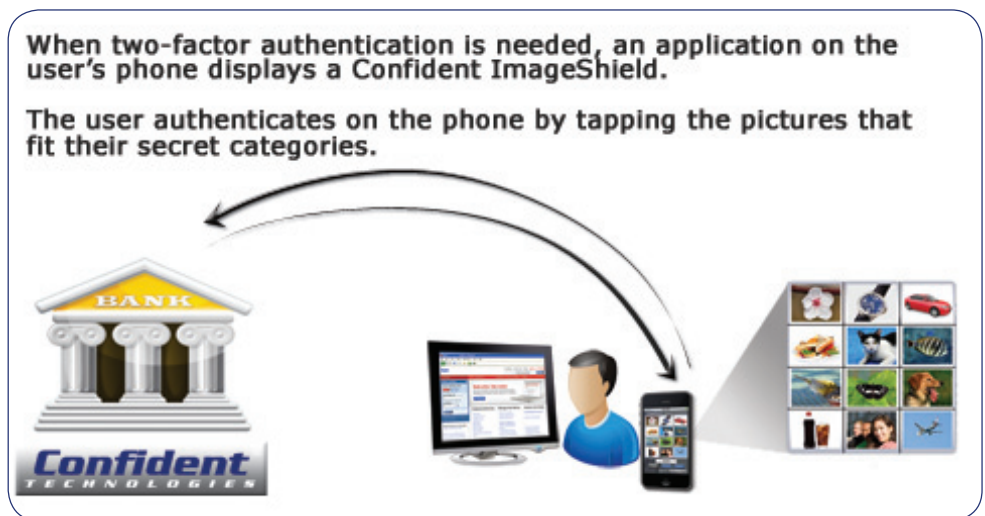 When two-factor authentication is needed, an application on the
user's phone displays a Confident ImageShield.
The user authenticates on the phone by tapping the pictures that
fit their secret categories.
BANK
Confident
TECHNOLOGIES